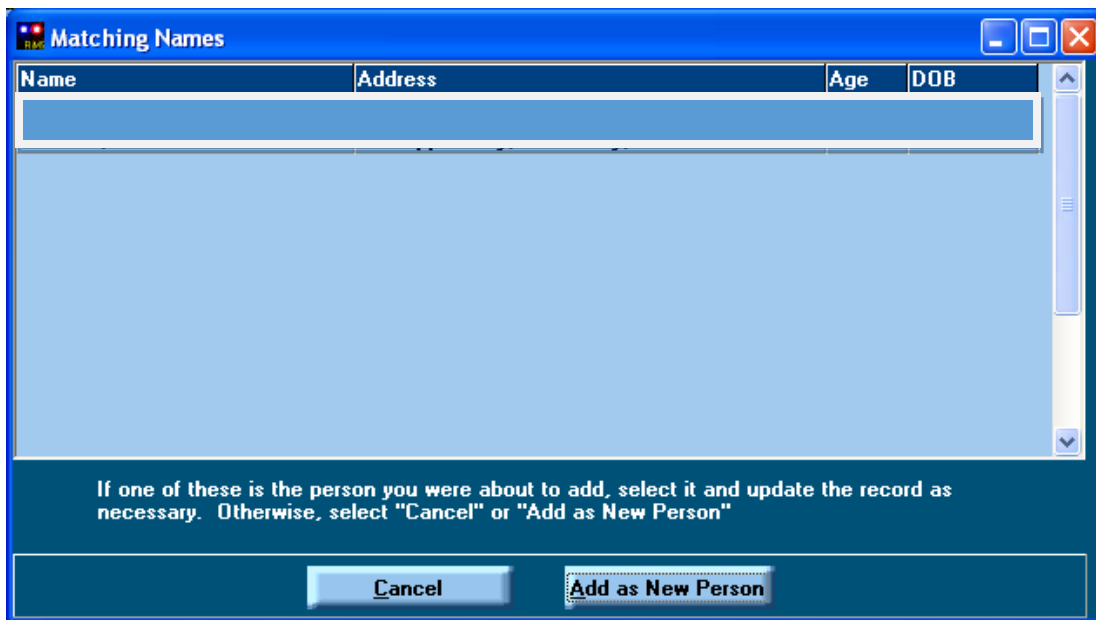 Matching Names
Name Address Age DOB
If one of these is the person you were about to add, select it and update the record as
necessary. Otherwise, select "Cancel" or "Add as New Person"
Cancel Add as New Person